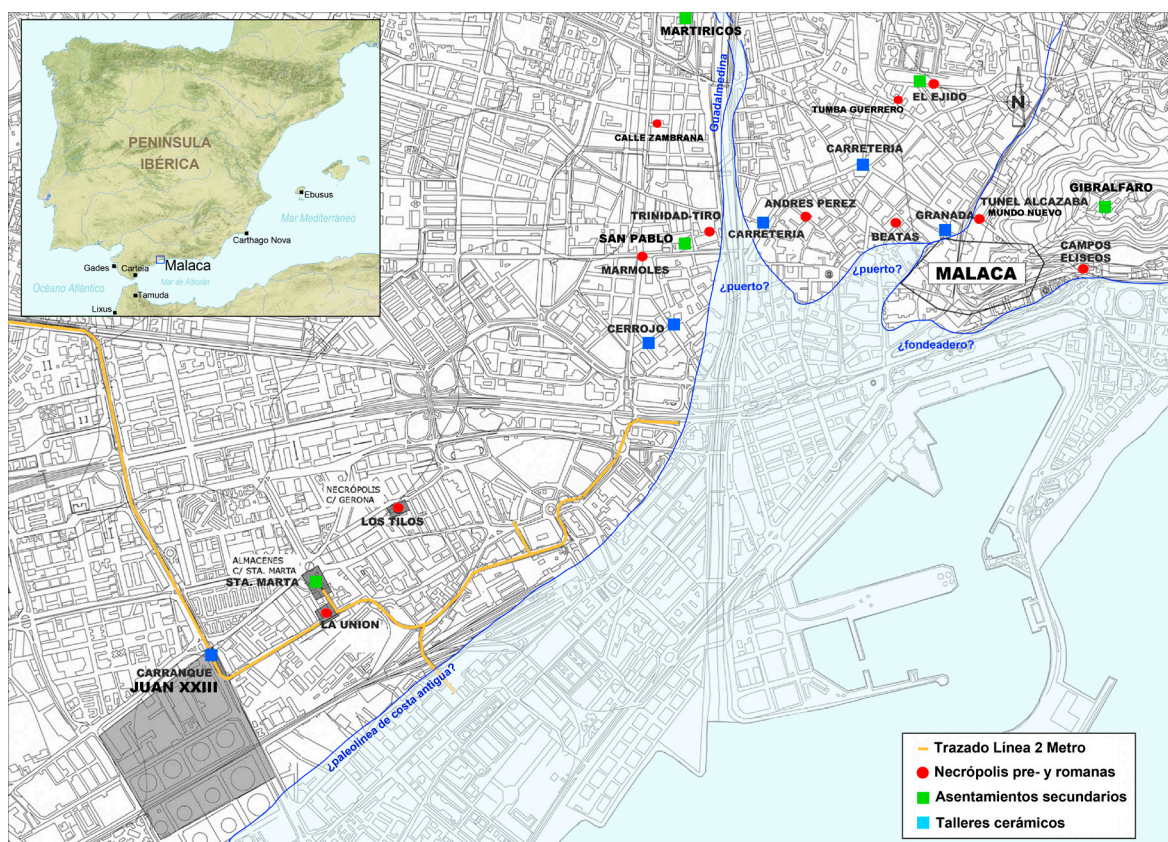 PENINSULA
IBÉRICA
Ebusus
Mar Mediterráneo
Carthago Nova
Malaca
Gades
Carteia
Mar de Alborán
Océano Atlántico
Tamuda
Lixus
MARTIRICOS
Guadalmedina
CALLE ZAMBRANA
EL EJIDO
TUMBA GUERRERO
N
CARRETERIA
GIBRALFARO
TUNEL ALCAZABA
MUNDO NUEVO
ANDRES PEREZ
TRINIDAD-TIRO
GRANADA
CARRETERIA
BEATAS
SAN PABLO
MARMOLES
CAMPOS
ELISEOS
¿puerto?
MALACA
¿puerto?
CERROJO
¿fondeadero?
NECRÓPOLIS
C/ GERONA
LOS TILOS
ALMACENES
C/ STA. MARTA
STA. MARTA
LA UNION
CARRANQUE
JUAN XXIII
¿paleolínea de costa antigua?
Trazado Línea 2 Metro
Necrópolis pre- y romanas
Asentamientos secundarios
Talleres cerámicos